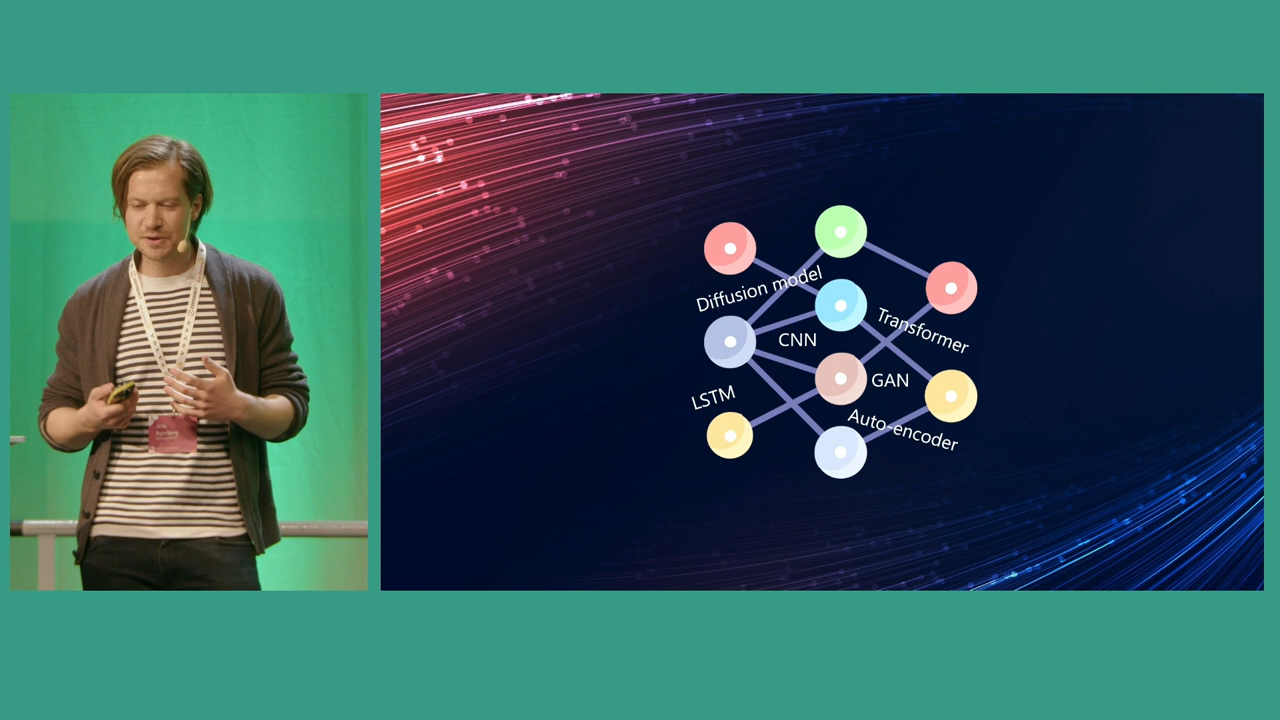 Diffusion model
Transformer
CNN
GAN
LSTM
Auto-encoder